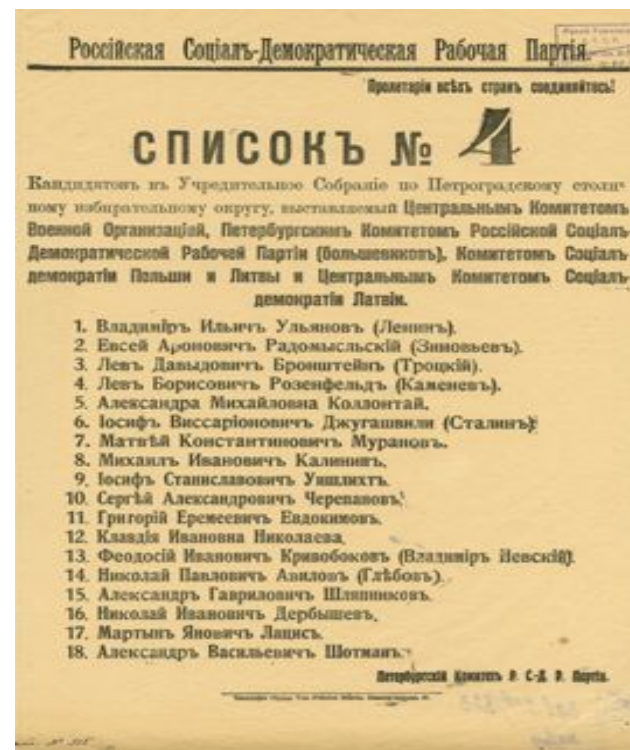 Россійская Соціалъ-Демократическая Рабочая Партія.
Пролетаріи всѣхъ странъ соединяйтесь!
СПИСОКЪ № 4
Кандидатовъ въ Учредительное Собраніе по Петроградскому столич-
ному избирательному округу, выставляемый Центральнымъ Комитетомъ
Военной Организаціей, Петербургскимъ Комитетомъ Россійской Соціалъ-
Демократической Рабочей Партіи (большевиковъ), Комитетомъ Соціалъ-
демократіи Польши и Литвы и Центральнымъ Комитетомъ Соціалъ-
демократіи Латвіи.
1. Владиміръ Ильичъ Ульяновъ (Ленинъ).
2. Евсей Ароновичъ Радомысльскій (Зиновьевъ).
3. Левъ Давыдовичъ Бронштейнъ (Троцкій).
4. Левъ Борисовичъ Розенфельдъ (Каменевъ).
5. Александра Михайловна Коллонтай.
6. Іосифъ Виссаріоновичъ Джугашвили (Сталинъ).
7. Матвѣй Константиновичъ Мурановъ.
8. Михаилъ Ивановичъ Калининъ.
9. Іосифъ Станиславовичъ Уншлихтъ.
10. Сергѣй Александровичъ Черепановъ.
11. Григорій Еремеевичъ Евдокимовъ.
12. Клавдія Ивановна Николаева.
13. Феодосій Ивановичъ Кривобоковъ (Владиміръ Невскій).
14. Николай Павловичъ Авиловъ (Глѣбовъ).
15. Александръ Гавриловичъ Шляпниковъ.
16. Николай Ивановичъ Дербышевъ.
17. Мартынъ Яновичъ Лацисъ.
18. Александръ Васильевичъ Шотманъ.
Петербургскій Комитетъ Р. С.-Д. Р. Партіи.